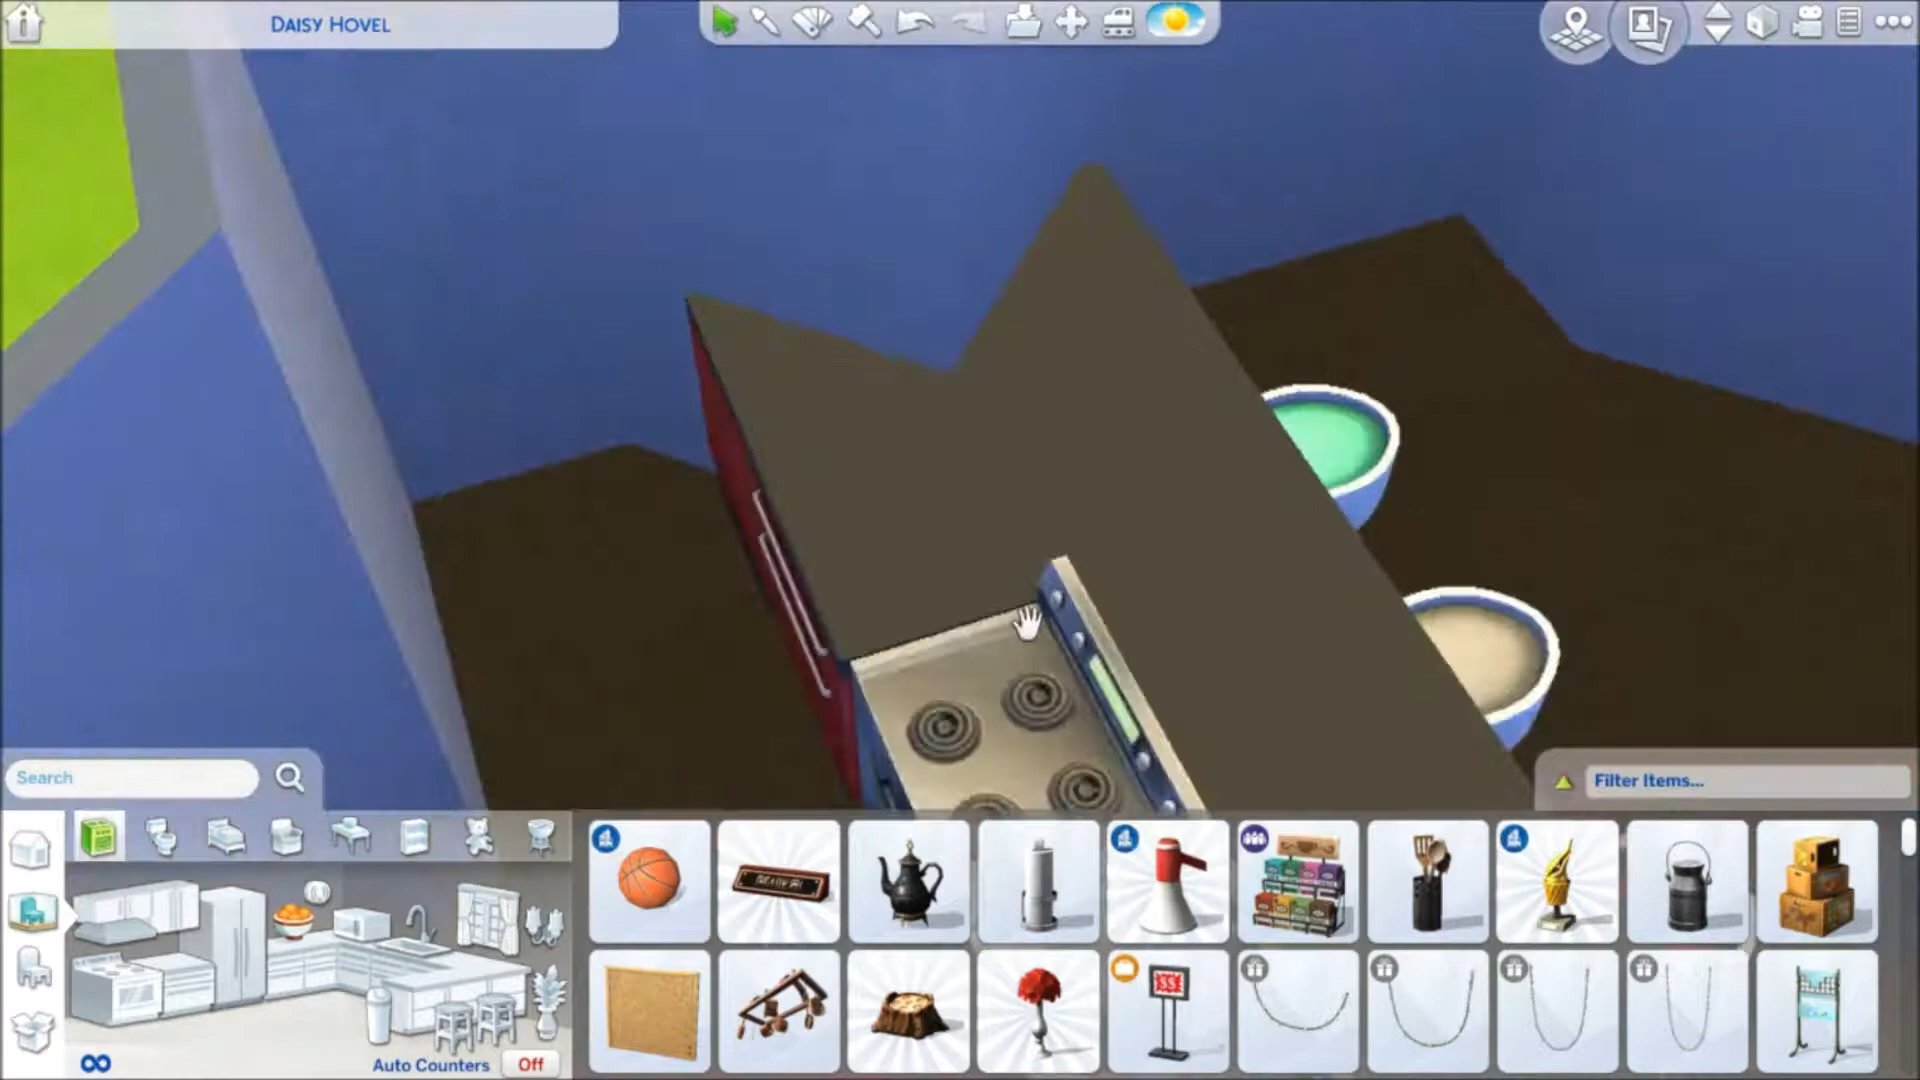 DAISY HOVEL
Search
Filter Items...
Auto Counters Off
$$